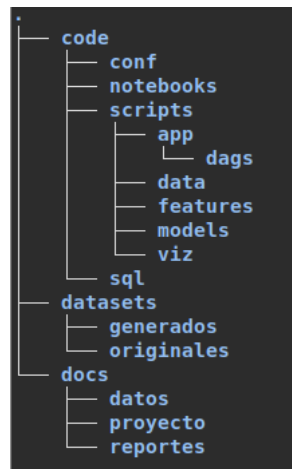 .
code
conf
notebooks
scripts
app
dags
data
features
models
viz
sql
datasets
generados
originales
docs
datos
proyecto
reportes